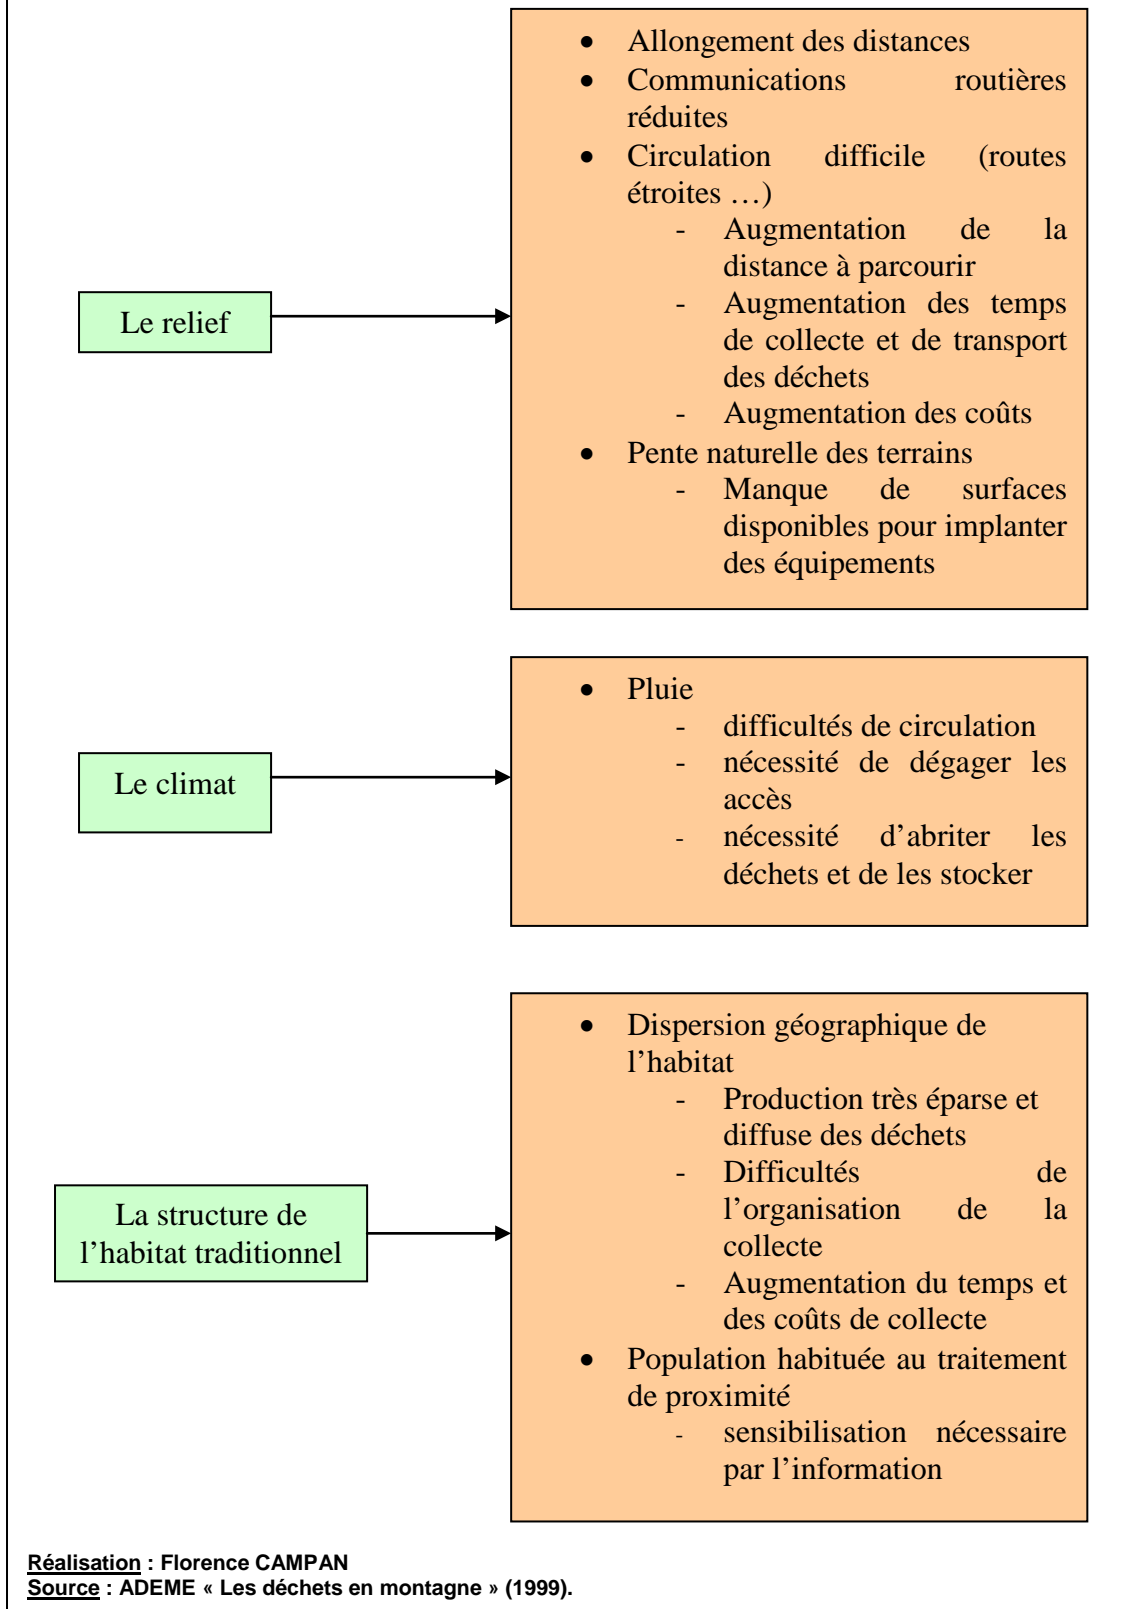 • Allongement des distances
• Communications routières
réduites
• Circulation difficile (routes
étroites …)
- Augmentation de la
distance à parcourir
- Augmentation des temps
de collecte et de transport
des déchets
- Augmentation des coûts
• Pente naturelle des terrains
- Manque de surfaces
disponibles pour implanter
des équipements
Le relief
• Pluie
- difficultés de circulation
- nécessité de dégager les
accès
- nécessité d’abriter les
déchets et de les stocker
Le climat
• Dispersion géographique de
l’habitat
- Production très éparse et
diffuse des déchets
- Difficultés de
l’organisation de la
collecte
- Augmentation du temps et
des coûts de collecte
• Population habituée au traitement
de proximité
- sensibilisation nécessaire
par l’information
La structure de
l’habitat traditionnel
Réalisation : Florence CAMPAN
Source : ADEME « Les déchets en montagne » (1999).